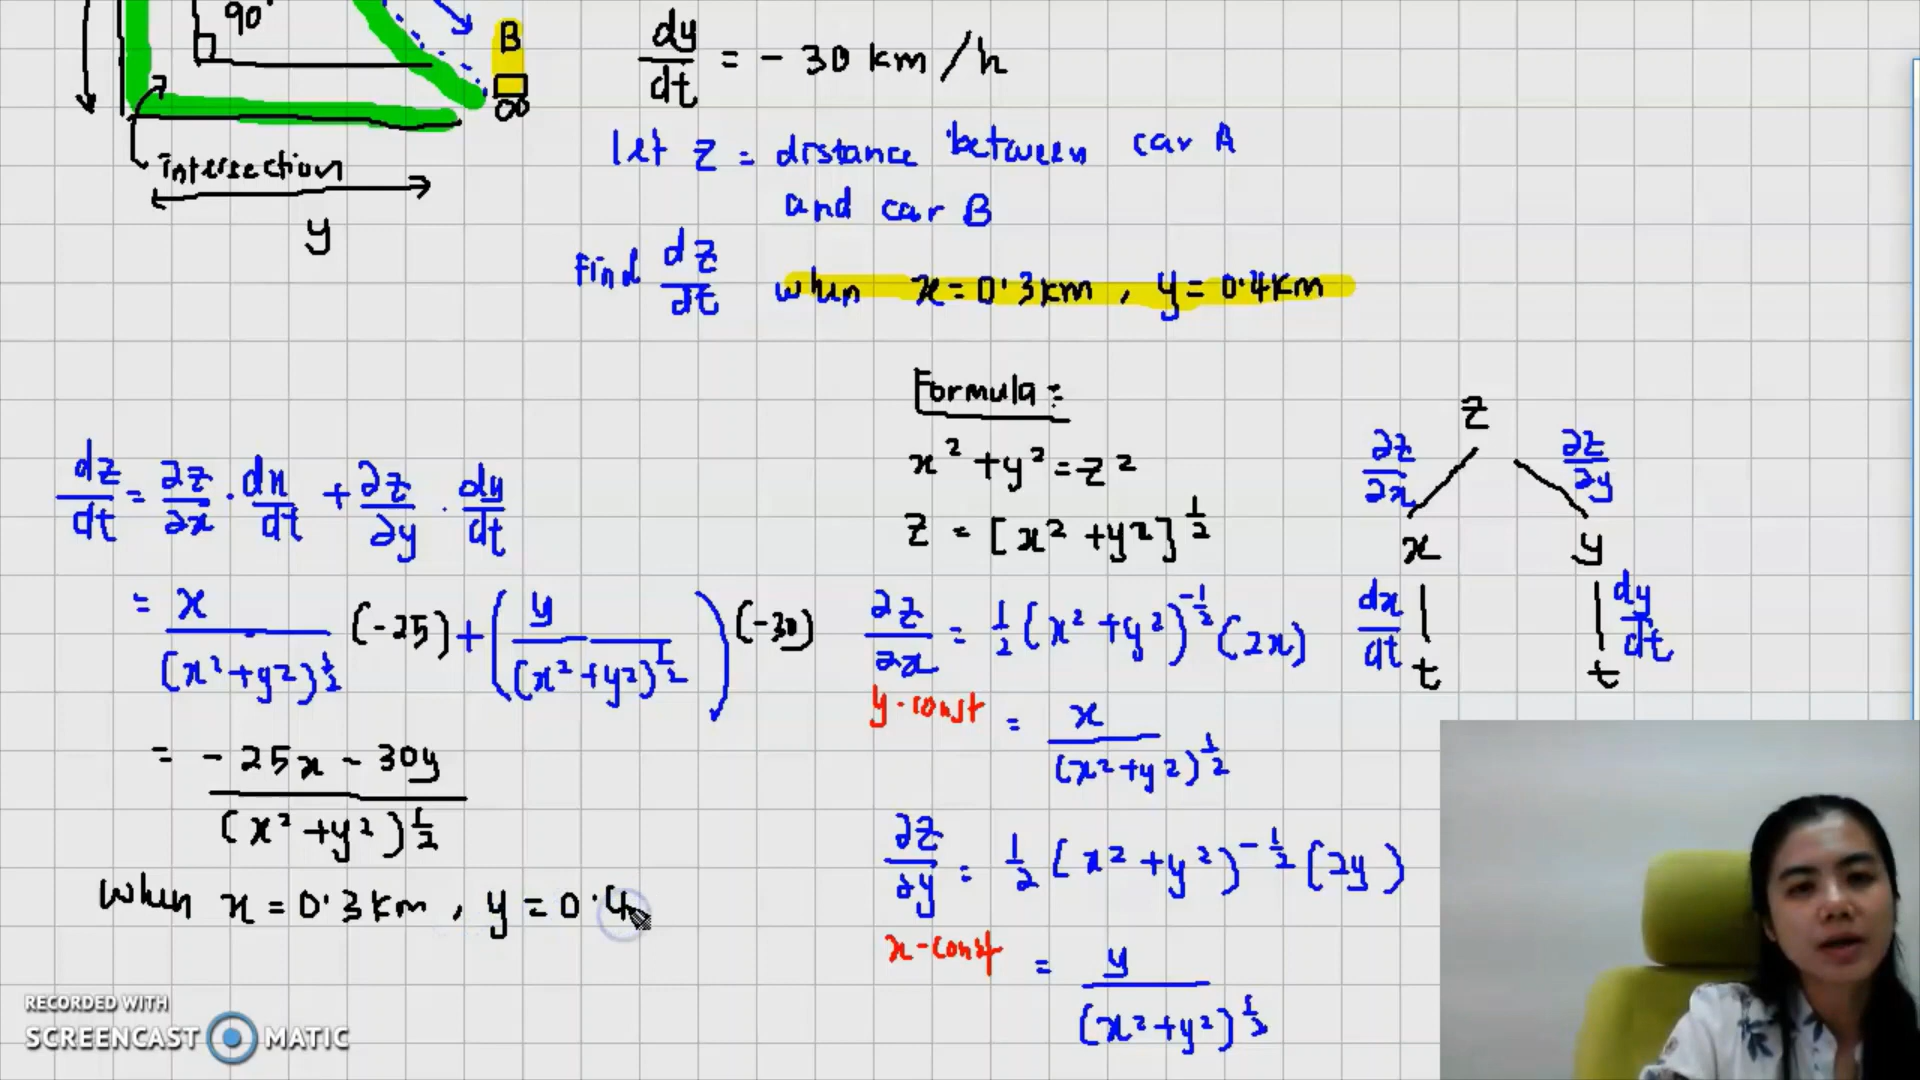 90°
B
intersection
y
dy/dt = - 30 km/h
let z = distance between car A
and car B
Find dz/dt when x = 0.3km , y = 0.4km
Formula :
x² + y² = z²
z = [x² + y²]^½
∂z/∂x = ½ (x² + y²)^-½ (2x)
y-const
= x/(x² + y²)^½
∂z/∂y = ½ (x² + y²)^-½ (2y)
x-const
= y/(x² + y²)^½
z
∂z/∂x ∂z/∂y
x y
dx/dt dy/dt
t t
dz/dt = ∂z/∂x . dx/dt + ∂z/∂y . dy/dt
= x/(x² + y²)^½ (-25) + (y/(x² + y²)^½) (-30)
= -25x - 30y/(x² + y²)^½
when x = 0.3km , y = 0.4
RECORDED WITH
SCREENCAST MATIC